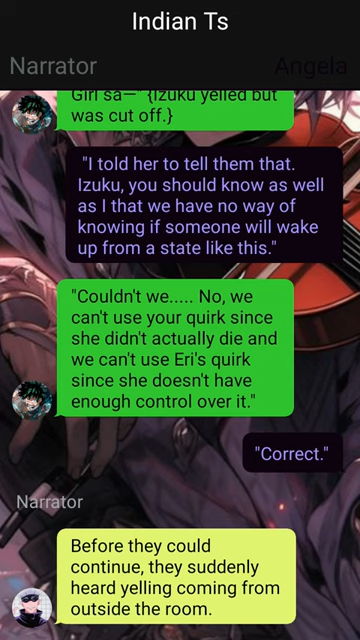 Indian Ts
Narrator
Angela
Girl sa—" {Izuku yelled but
was cut off.}
"I told her to tell them that.
Izuku, you should know as well
as I that we have no way of
knowing if someone will wake
up from a state like this."
"Couldn't we..... No, we
can't use your quirk since
she didn't actually die and
we can't use Eri's quirk
since she doesn't have
enough control over it."
"Correct."
Narrator
Before they could
continue, they suddenly
heard yelling coming from
outside the room.